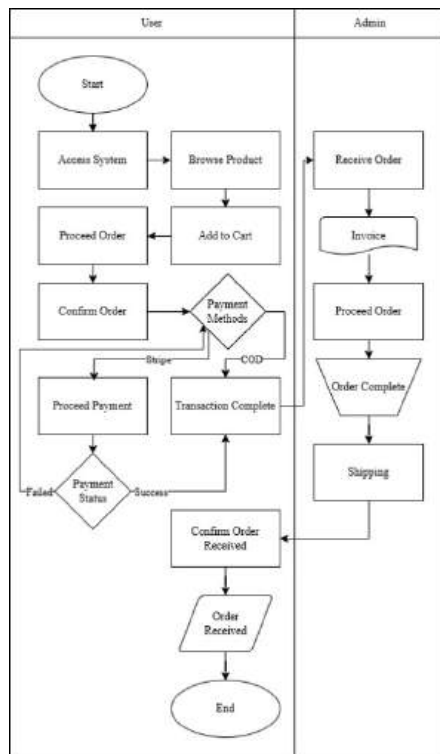 User
Admin
Start
Access System
Browse Product
Receive Order
Proceed Order
Add to Cart
Invoice
Confirm Order
Payment
Methods
Proceed Order
Stripe
COD
Proceed Payment
Transaction Complete
Order Complete
Payment
Status
Failed
Success
Shipping
Confirm Order
Received
Order
Received
End